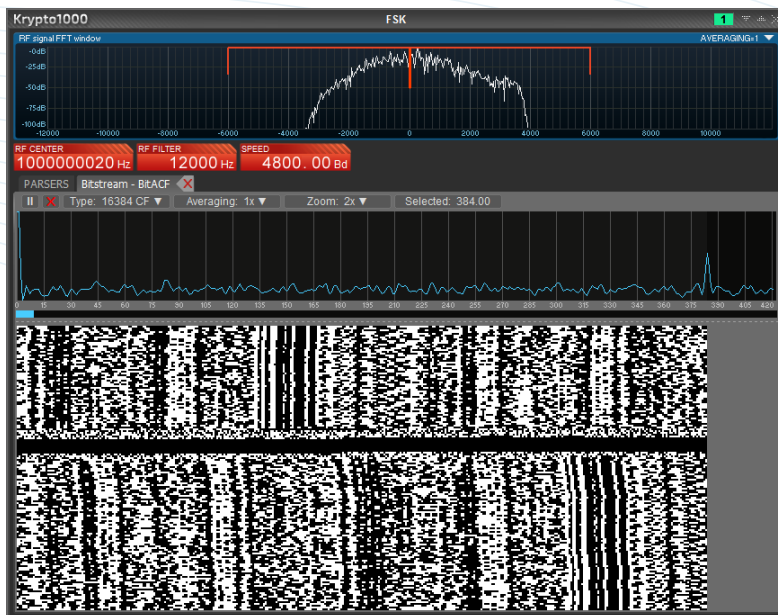 Krypto1000 FSK 1
RF signal FFT window AVERAGING=1
-0dB
-25dB
-50dB
-75dB
-100dB
-12000 -10000 -8000 -6000 -4000 -2000 0 2000 4000 6000 8000 10000
RF CENTER RF FILTER SPEED
1000000020 Hz 12000 Hz 4800.00 Bd
PARSERS Bitstream - BitACF X
Type: 16384 CF Averaging: 1x Zoom: 2x Selected: 384.00
0 15 30 45 60 75 90 105 120 135 150 165 180 195 210 225 240 255 270 285 300 315 330 345 360 375 390 405 420